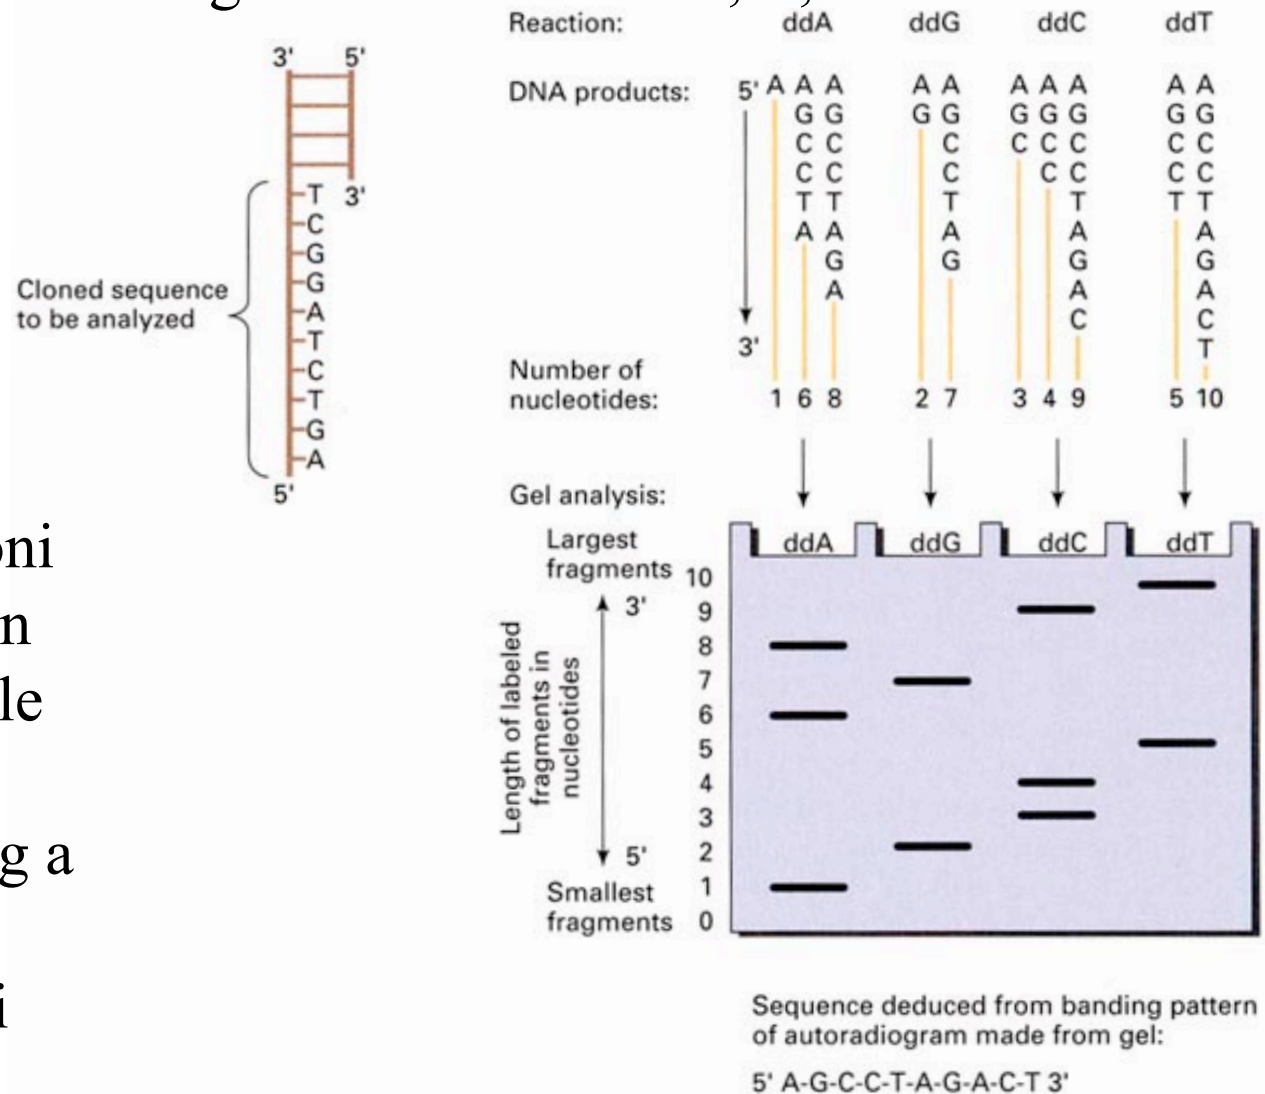 3' 5'
T 3'
C
G
G
A
T
C
T
G
A
5'
Cloned sequence
to be analyzed
oni
n
le
g a
i
Reaction: ddA ddG ddC ddT
DNA products: 5' A A A A A A A A A A
G G G G G G G G G
C C C C C C C C
C C C C C C C
T T T T T T
A A A A A
G G G G
A A A
C C
3' T
Number of
nucleotides: 1 6 8 2 7 3 4 9 5 10
Gel analysis:
Largest
fragments
ddA ddG ddC ddT
10
9
8
7
6
5
4
3
2
1
0
3'
Length of labeled
fragments in
nucleotides
5'
Smallest
fragments
Sequence deduced from banding pattern
of autoradiogram made from gel:
5' A-G-C-C-T-A-G-A-C-T 3'